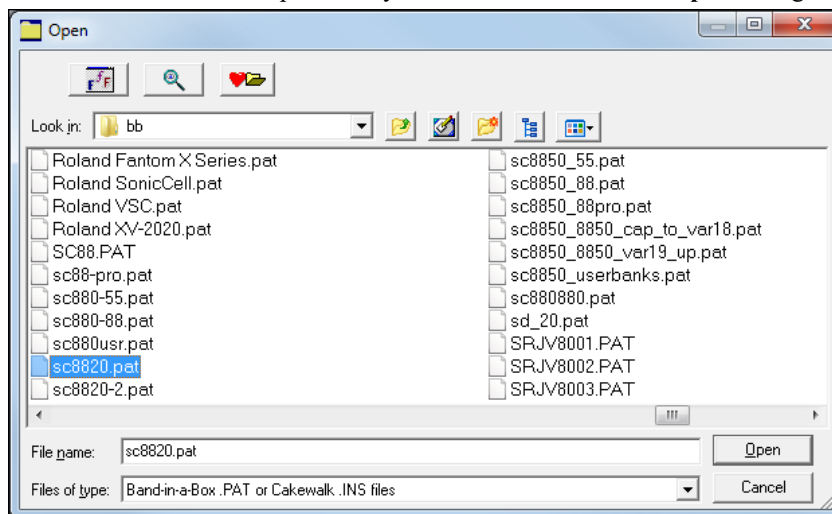 Open
Look in: bb
Roland Fantom X Series.pat
Roland SonicCell.pat
Roland VSC.pat
Roland XV-2020.pat
SC88.PAT
sc88-pro.pat
sc880-55.pat
sc880-88.pat
sc880usr.pat
sc8820.pat
sc8820-2.pat
sc8850_55.pat
sc8850_88.pat
sc8850_88pro.pat
sc8850_8850_cap_to_var18.pat
sc8850_8850_var19_up.pat
sc8850_userbanks.pat
sc880880.pat
sd_20.pat
SRJV8001.PAT
SRJV8002.PAT
SRJV8003.PAT
File name: sc8820.pat
Open
Files of type: Band-in-a-Box .PAT or Cakewalk .INS files
Cancel